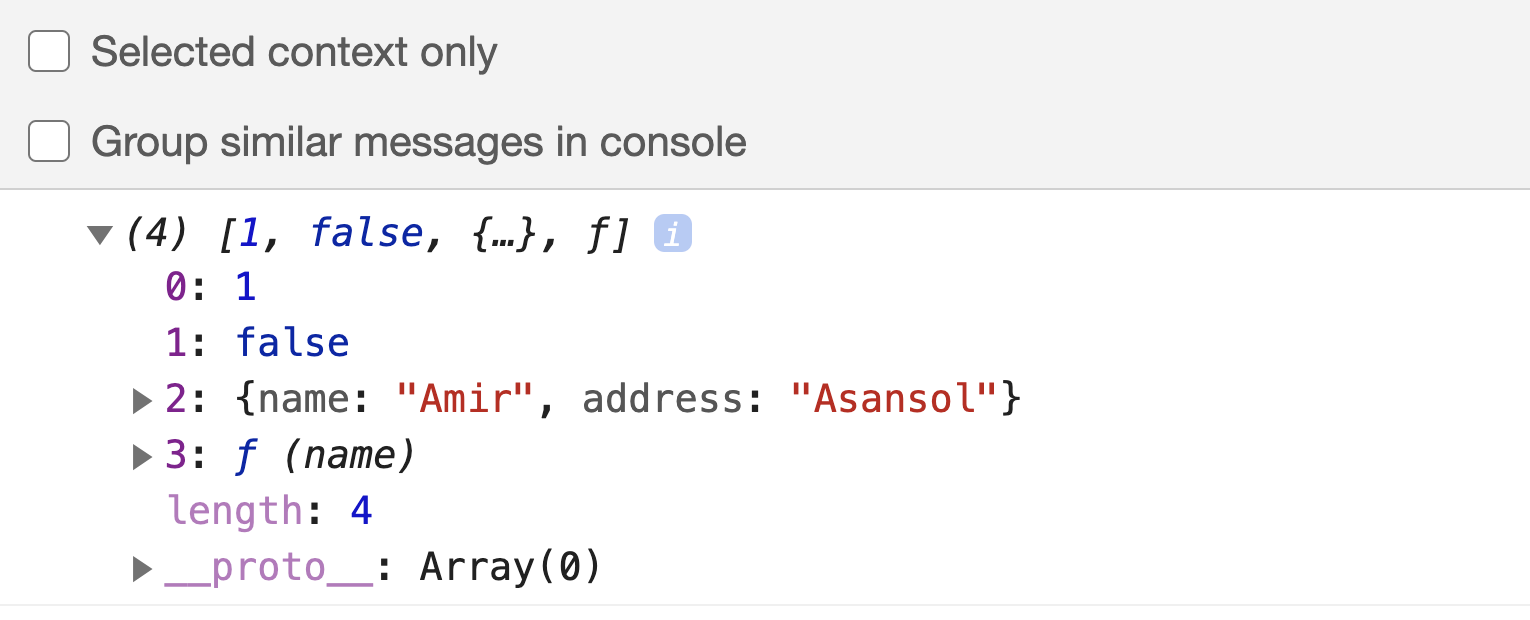 Selected context only
Group similar messages in console
▼ (4) [1, false, {…}, ƒ] i
0: 1
1: false
▶ 2: {name: "Amir", address: "Asansol"}
▶ 3: ƒ (name)
length: 4
▶ __proto__: Array(0)